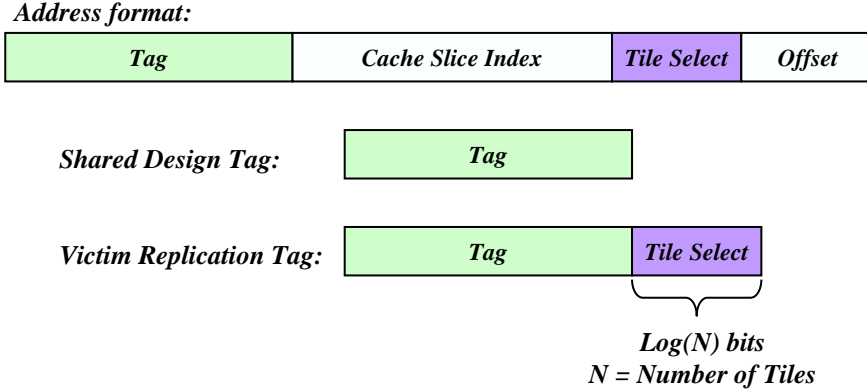 Address format:
Tag Cache Slice Index Tile Select Offset
Shared Design Tag: Tag
Victim Replication Tag: Tag Tile Select
Log(N) bits
N = Number of Tiles